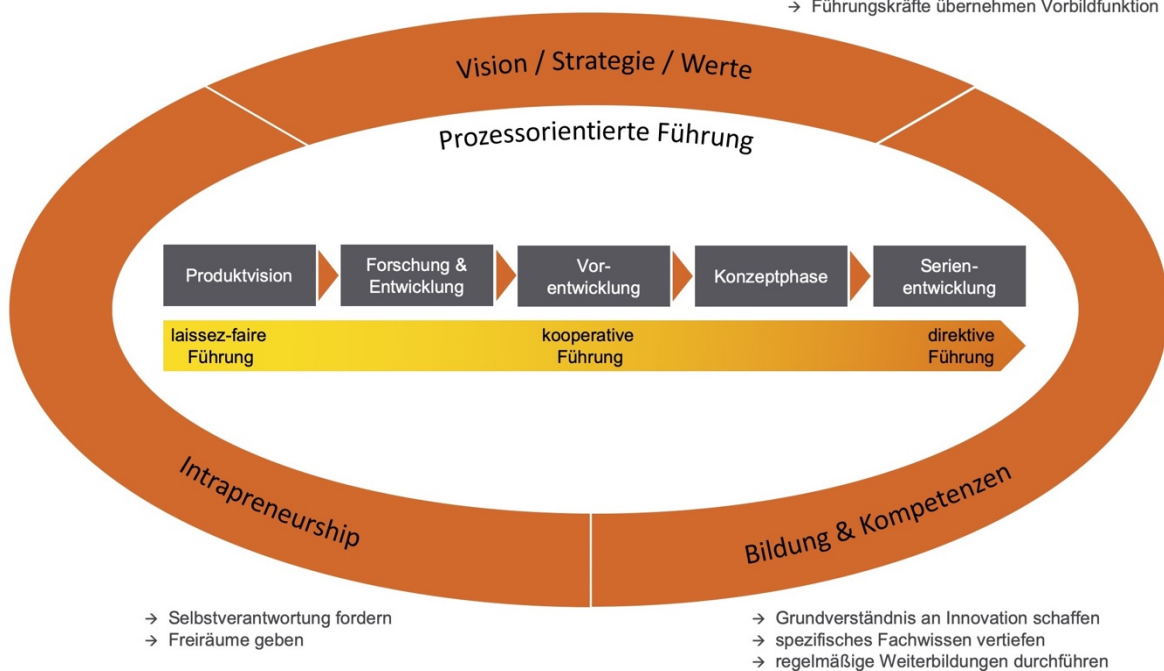 → Führungskräfte übernehmen Vorbildfunktion
Vision / Strategie / Werte
Prozessorientierte Führung
Produktvision
Forschung &
Entwicklung
Vor-
entwicklung
Konzeptphase
Serien-
entwicklung
laissez-faire
Führung
kooperative
Führung
direktive
Führung
Intrapreneurship
Bildung & Kompetenzen
→ Selbstverantwortung fordern
→ Freiräume geben
→ Grundverständnis an Innovation schaffen
→ spezifisches Fachwissen vertiefen
→ regelmäßige Weiterbildungen durchführen